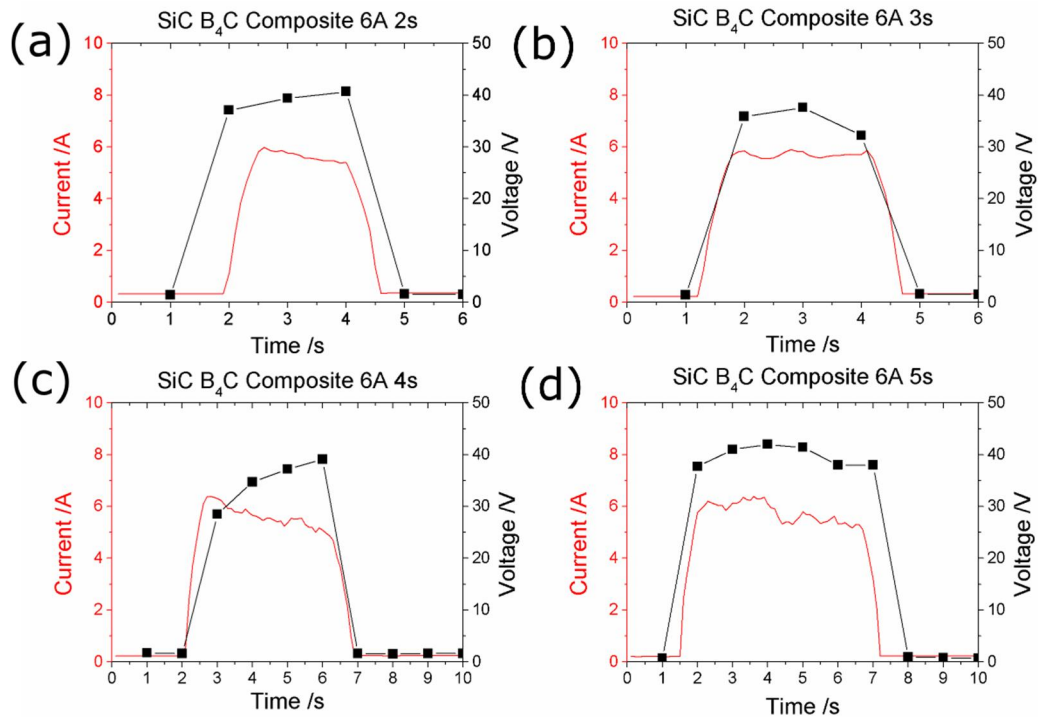 (a)
SiC B₄C Composite 6A 2s
10
8
6
4
2
0
Current /A
50
40
30
20
10
0
Voltage /V
0 1 2 3 4 5 6
Time /s
(b)
SiC B₄C Composite 6A 3s
10
8
6
4
2
0
Current /A
50
40
30
20
10
0
Voltage /V
0 1 2 3 4 5 6
Time /s
(c)
SiC B₄C Composite 6A 4s
10
8
6
4
2
0
Current /A
50
40
30
20
10
0
Voltage /V
1 2 3 4 5 6 7 8 9 10
Time /s
(d)
SiC B₄C Composite 6A 5s
10
8
6
4
2
0
Current /A
50
40
30
20
10
0
Voltage /V
0 1 2 3 4 5 6 7 8 9 10
Time /s